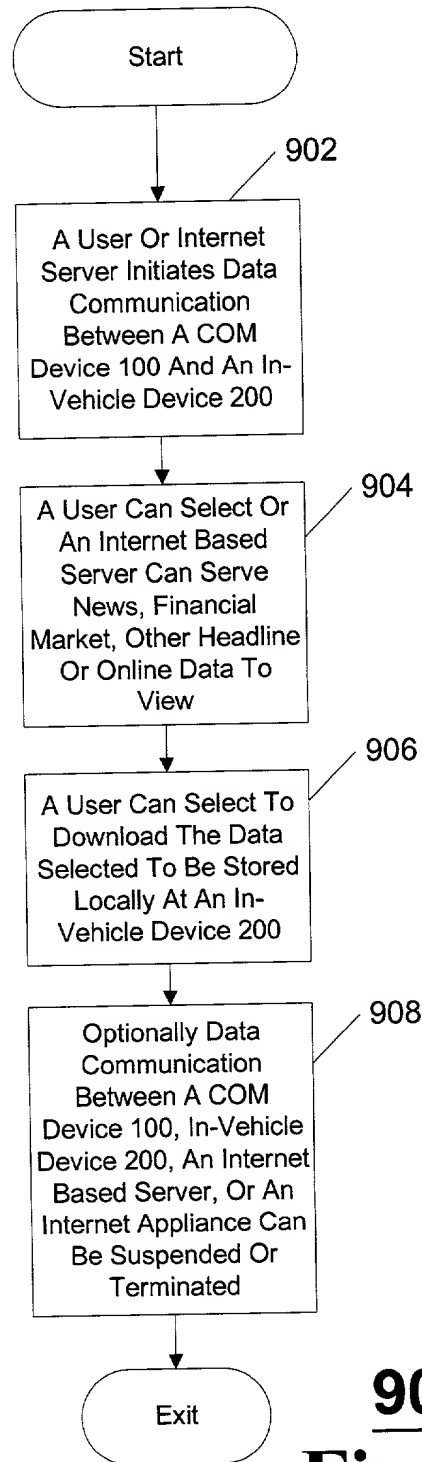 Start
902
A User Or Internet
Server Initiates Data
Communication
Between A COM
Device 100 And An In-
Vehicle Device 200
904
A User Can Select Or
An Internet Based
Server Can Serve
News, Financial
Market, Other Headline
Or Online Data To
View
906
A User Can Select To
Download The Data
Selected To Be Stored
Locally At An In-
Vehicle Device 200
908
Optionally Data
Communication
Between A COM
Device 100, In-Vehicle
Device 200, An Internet
Based Server, Or An
Internet Appliance Can
Be Suspended Or
Terminated
Exit